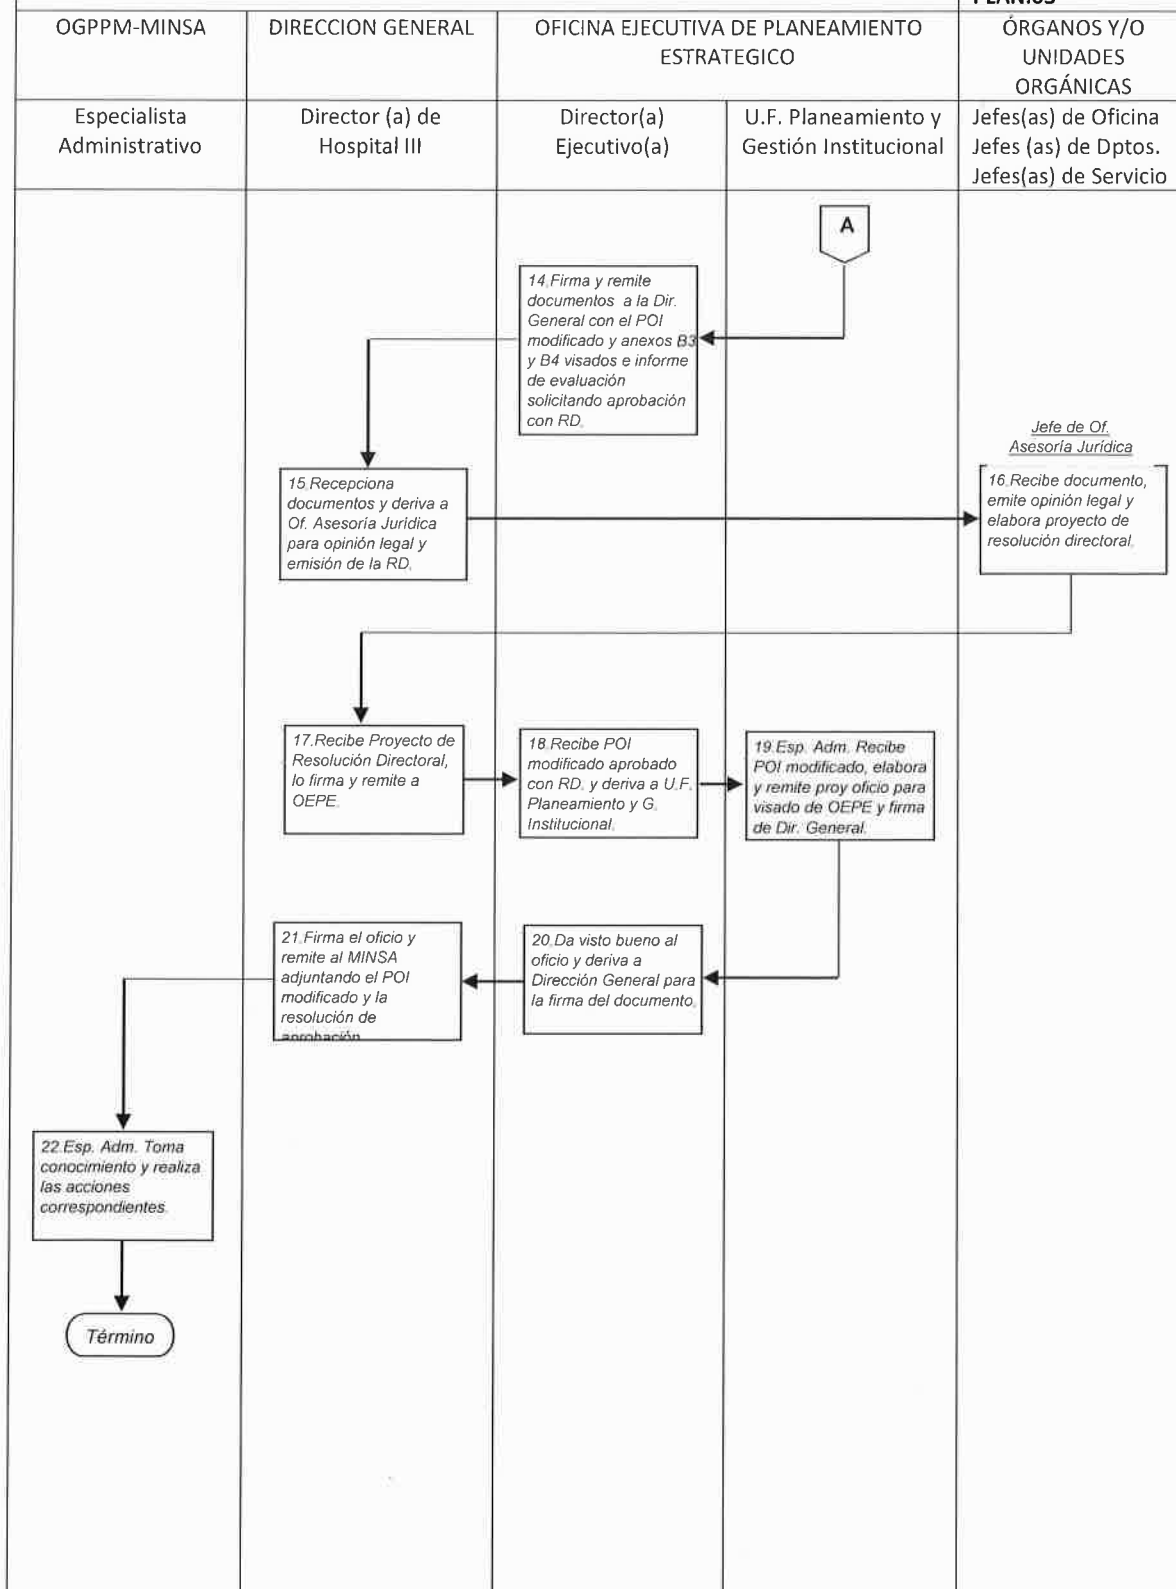 OGPPM-MINSA
DIRECCION GENERAL
OFICINA EJECUTIVA DE PLANEAMIENTO
ESTRATEGICO
ÓRGANOS Y/O
UNIDADES
ORGÁNICAS
Especialista
Administrativo
Director (a) de
Hospital III
Director(a)
Ejecutivo(a)
U.F. Planeamiento y
Gestión Institucional
Jefes(as) de Oficina
Jefes (as) de Dptos.
Jefes(as) de Servicio
A
14.Firma y remite
documentos a la Dir.
General con el POI
modificado y anexos B3
y B4 visados e informe
de evaluación
solicitando aprobación
con RD.
Jefe de Of.
Asesoría Jurídica
15.Recepciona
documentos y deriva a
Of. Asesoría Jurídica
para opinión legal y
emisión de la RD.
16.Recibe documento,
emite opinión legal y
elabora proyecto de
resolución directoral.
17.Recibe Proyecto de
Resolución Directoral,
lo firma y remite a
OEPE.
18.Recibe POI
modificado aprobado
con RD. y deriva a U.F.
Planeamiento y G.
Institucional.
19.Esp. Adm. Recibe
POI modificado, elabora
y remite proy oficio para
visado de OEPE y firma
de Dir. General.
21.Firma el oficio y
remite al MINSA
adjuntando el POI
modificado y la
resolución de
aprobación
20.Da visto bueno al
oficio y deriva a
Dirección General para
la firma del documento.
22.Esp. Adm. Toma
conocimiento y realiza
las acciones
correspondientes.
Término